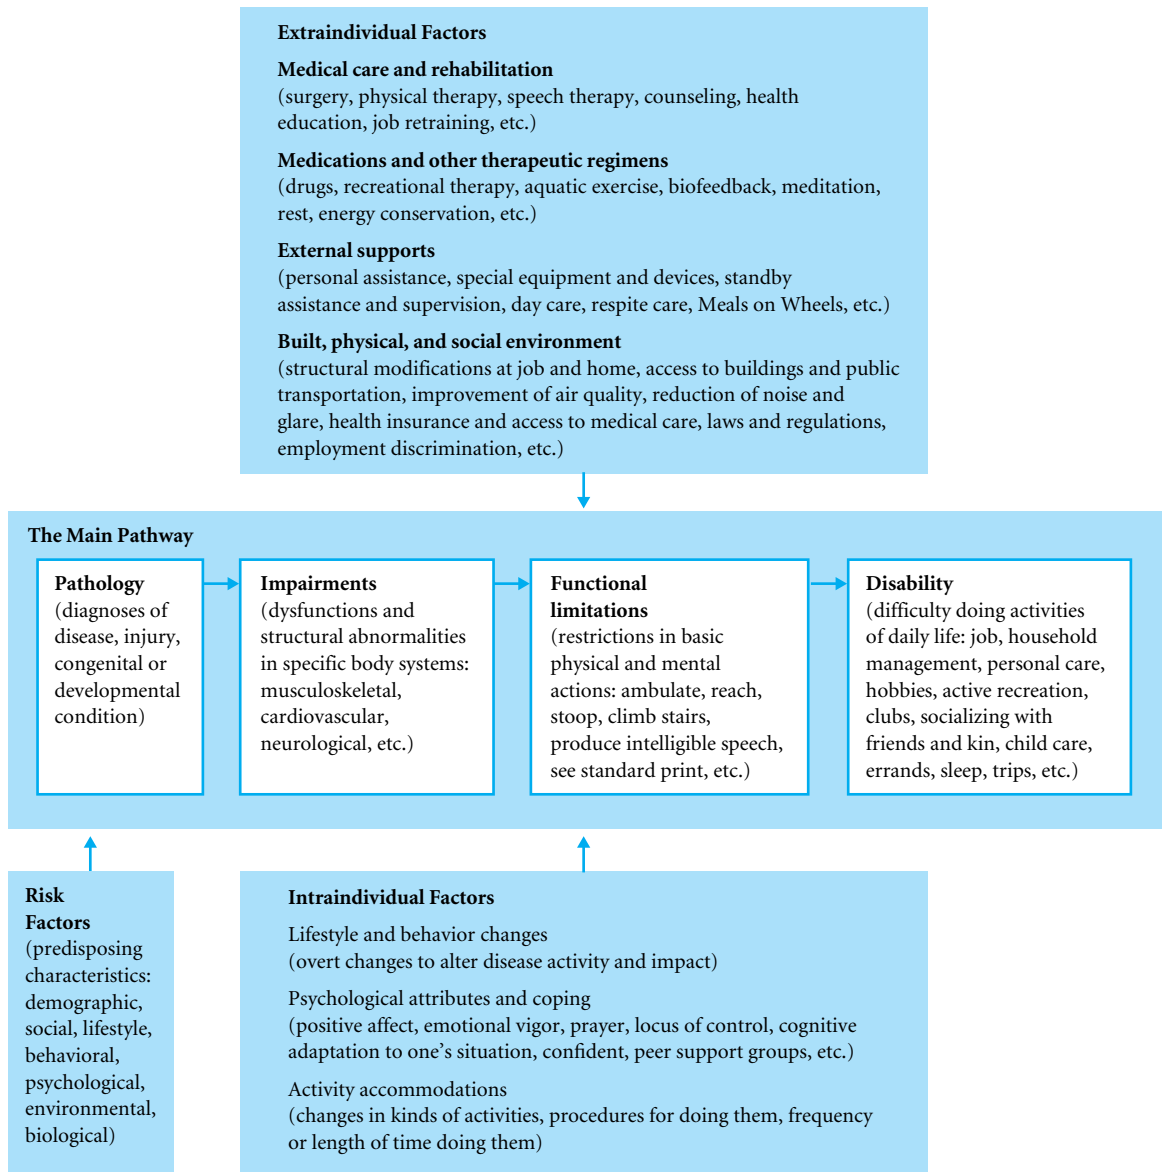 Extraindividual Factors
Medical care and rehabilitation
(surgery, physical therapy, speech therapy, counseling, health
education, job retraining, etc.)
Medications and other therapeutic regimens
(drugs, recreational therapy, aquatic exercise, biofeedback, meditation,
rest, energy conservation, etc.)
External supports
(personal assistance, special equipment and devices, standby
assistance and supervision, day care, respite care, Meals on Wheels, etc.)
Built, physical, and social environment
(structural modifications at job and home, access to buildings and public
transportation, improvement of air quality, reduction of noise and
glare, health insurance and access to medical care, laws and regulations,
employment discrimination, etc.)
The Main Pathway
Pathology
(diagnoses of
disease, injury,
congenital or
developmental
condition)
Impairments
(dysfunctions and
structural abnormalities
in specific body systems:
musculoskeletal,
cardiovascular,
neurological, etc.)
Functional
limitations
(restrictions in basic
physical and mental
actions: ambulate, reach,
stoop, climb stairs,
produce intelligible speech,
see standard print, etc.)
Disability
(difficulty doing activities
of daily life: job, household
management, personal care,
hobbies, active recreation,
clubs, socializing with
friends and kin, child care,
errands, sleep, trips, etc.)
Risk
Factors
(predisposing
characteristics:
demographic,
social, lifestyle,
behavioral,
psychological,
environmental,
biological)
Intraindividual Factors
Lifestyle and behavior changes
(overt changes to alter disease activity and impact)
Psychological attributes and coping
(positive affect, emotional vigor, prayer, locus of control, cognitive
adaptation to one's situation, confident, peer support groups, etc.)
Activity accommodations
(changes in kinds of activities, procedures for doing them, frequency
or length of time doing them)